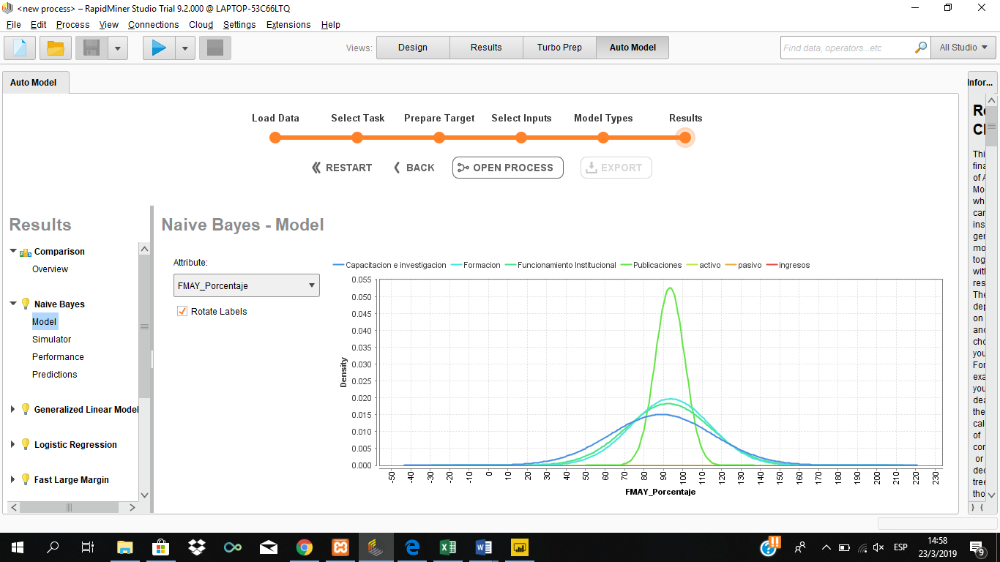 <new process> – RapidMiner Studio Trial 9.2.000 @ LAPTOP-53C66LTQ
File Edit Process View Connections Cloud Settings Extensions Help
Views: Design Results Turbo Prep Auto Model
Find data, operators...etc All Studio
Auto Model
Load Data Select Task Prepare Target Select Inputs Model Types Results
RESTART BACK OPEN PROCESS EXPORT
Results
Comparison
Overview
Naive Bayes
Model
Simulator
Performance
Predictions
Generalized Linear Model
Logistic Regression
Fast Large Margin
Naive Bayes - Model
Attribute:
FMAY_Porcentaje
Rotate Labels
Capacitacion e investigacion Formacion Funcionamiento Institucional Publicaciones activo pasivo ingresos
0.055
0.050
0.045
0.040
0.035
0.030
0.025
0.020
0.015
0.010
0.005
0.000
Density
-50 -40 -30 -20 -10 0 10 20 30 40 50 60 70 80 90 100 110 120 130 140 150 160 170 180 190 200 210 220 230
FMAY_Porcentaje
Infor...
Thi
fina
of A
Mo
wh
car
ins
ger
mo
tog
with
res
The
dep
on
and
cho
you
For
exa
you
dea
the
calc
of
cor
or
dec
tree
tho
ESP
14:58
23/3/2019
9